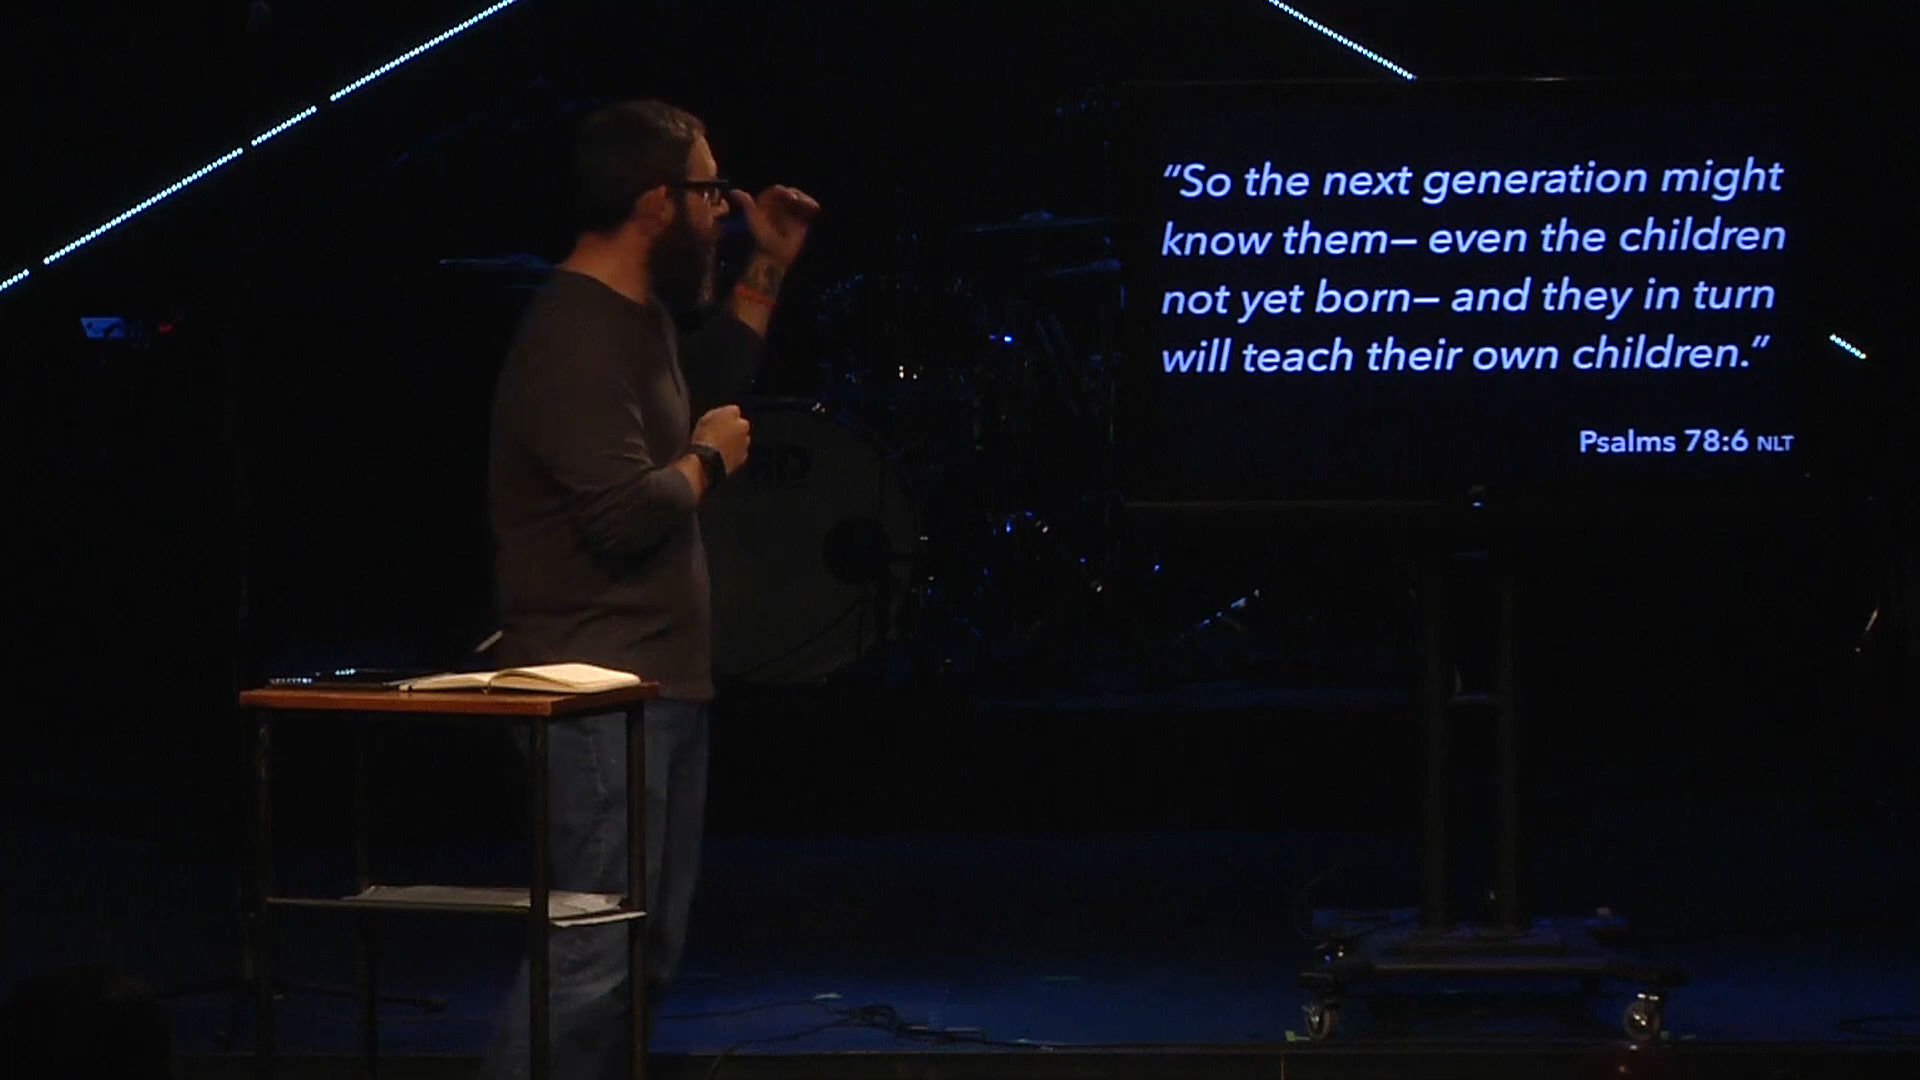 “So the next generation might
know them– even the children
not yet born– and they in turn
will teach their own children.”
Psalms 78:6 NLT